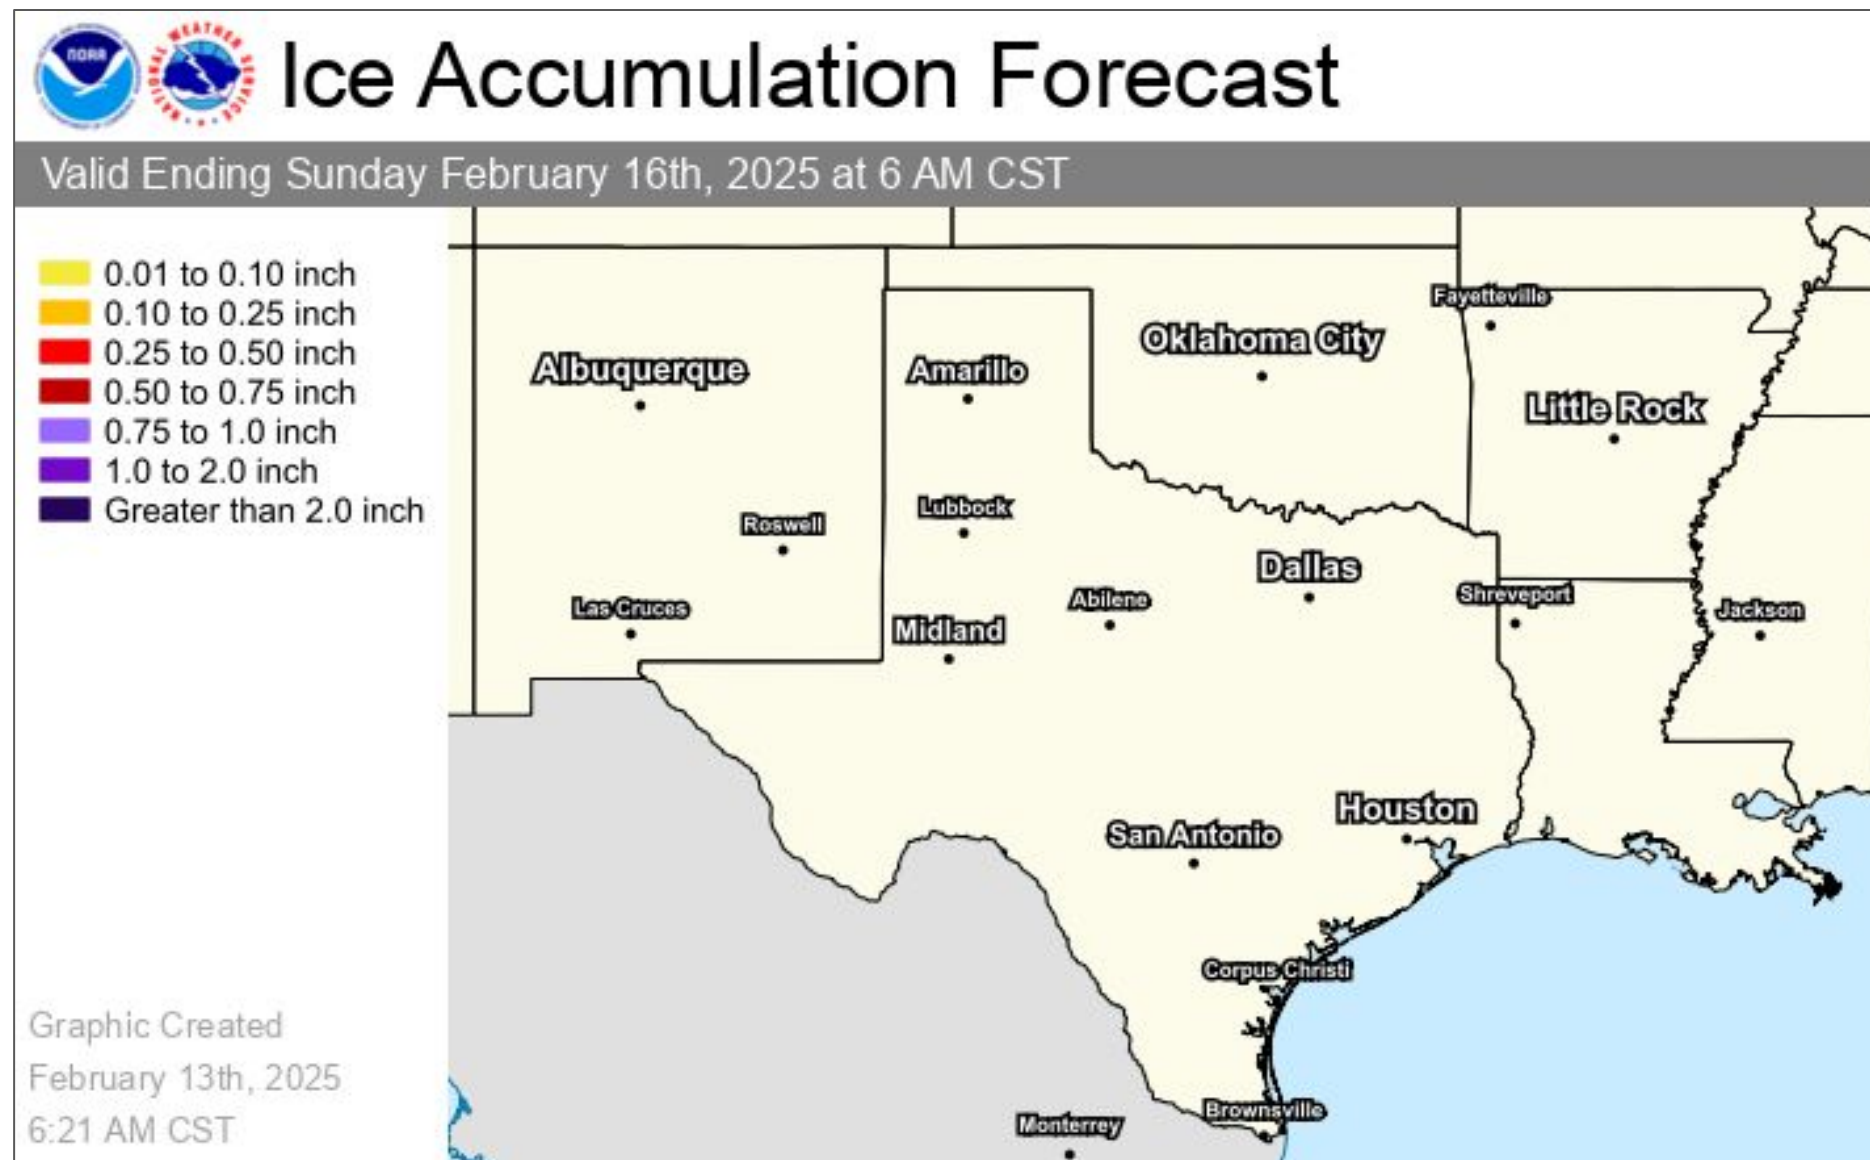 NOAA
NATIONAL WEATHER SERVICE
Ice Accumulation Forecast
Valid Ending Sunday February 16th, 2025 at 6 AM CST
0.01 to 0.10 inch
0.10 to 0.25 inch
0.25 to 0.50 inch
0.50 to 0.75 inch
0.75 to 1.0 inch
1.0 to 2.0 inch
Greater than 2.0 inch
Fayetteville
Oklahoma City
Albuquerque
Amarillo
Little Rock
Lubbock
Roswell
Dallas
Shreveport
Abilene
Las Cruces
Jackson
Midland
Houston
San Antonio
Corpus Christi
Brownsville
Monterrey
Graphic Created
February 13th, 2025
6:21 AM CST